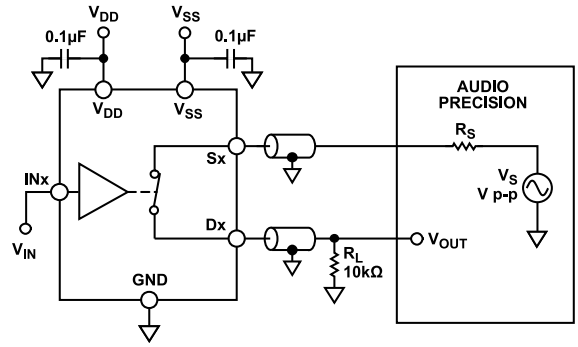 VDD
VSS
0.1µF
0.1µF
VDD
VSS
AUDIO
PRECISION
RS
Sx
VS
V p-p
INx
Dx
VOUT
VIN
RL
10kΩ
GND